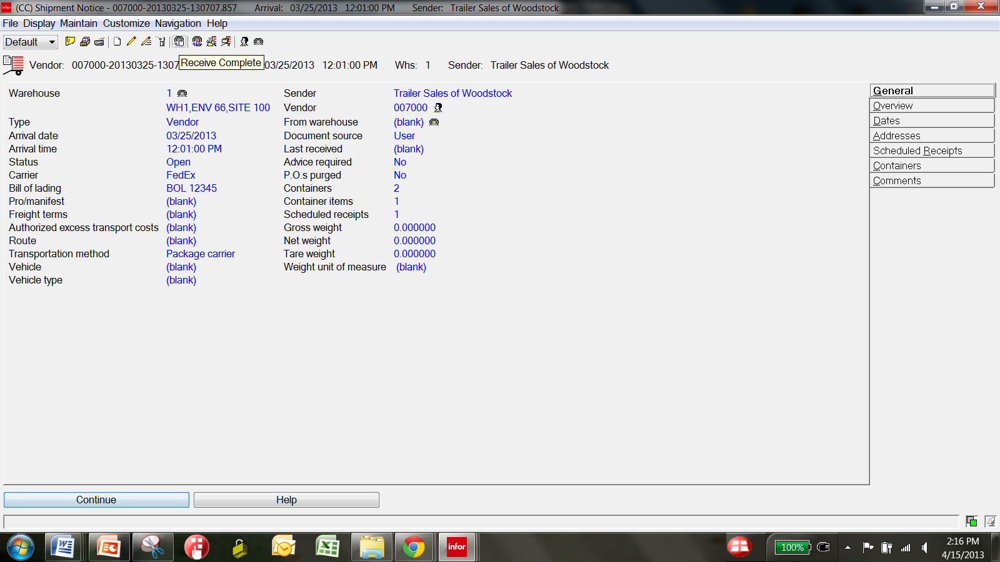 infor (CC) Shipment Notice - 007000-20130325-130707.857 Arrival: 03/25/2013 12:01:00 PM Sender: Trailer Sales of Woodstock
File Display Maintain Customize Navigation Help
Default
Receive Complete
Vendor: 007000-20130325-1307 03/25/2013 12:01:00 PM Whs: 1 Sender: Trailer Sales of Woodstock
Warehouse 1 Sender Trailer Sales of Woodstock
WH1,ENV 66,SITE 100 Vendor 007000
Type Vendor From warehouse (blank)
Arrival date 03/25/2013 Document source User
Arrival time 12:01:00 PM Last received (blank)
Status Open Advice required No
Carrier FedEx P.O.s purged No
Bill of lading BOL 12345 Containers 2
Pro/manifest (blank) Container items 1
Freight terms (blank) Scheduled receipts 1
Authorized excess transport costs (blank) Gross weight 0.000000
Route (blank) Net weight 0.000000
Transportation method Package carrier Tare weight 0.000000
Vehicle (blank) Weight unit of measure (blank)
Vehicle type (blank)
General
Overview
Dates
Addresses
Scheduled Receipts
Containers
Comments
Continue Help
infor
100%
2:16 PM
4/15/2013